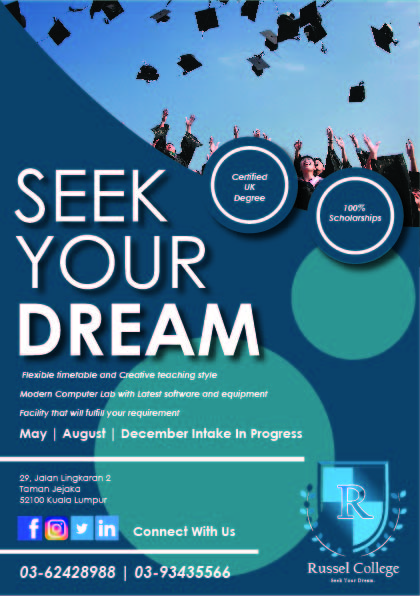 Certified
UK
Degree
100%
Scholarships
SEEK
YOUR
DREAM
Flexible timetable and Creative teaching style
Modern Computer Lab with Latest software and equipment
Facility that will fulfill your requirement
May | August | December Intake In Progress
29, Jalan Lingkaran 2
Taman Jejaka
52100 Kuala Lumpur
Connect With Us
03-62428988 | 03-93435566
R
Russel College
Seek Your Dream